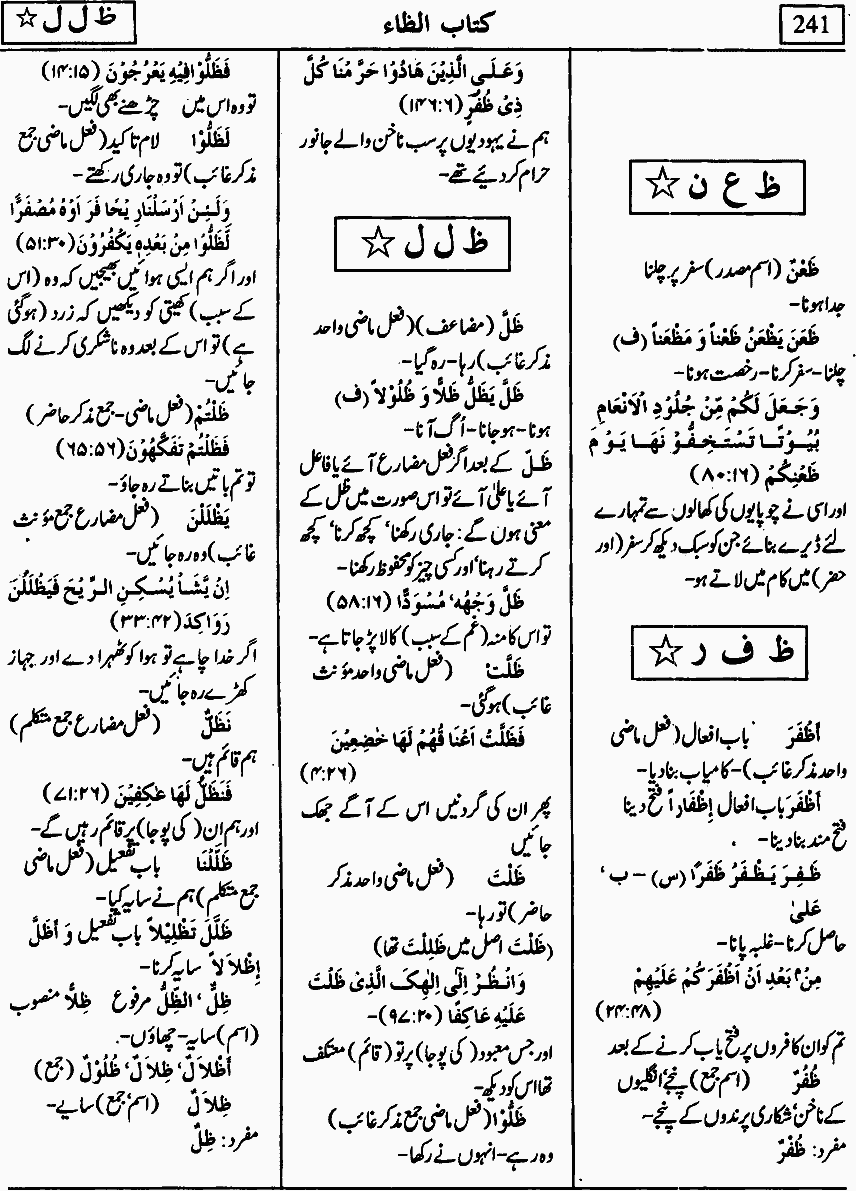 241
کتاب الظاء
ظ ل ل ☆
ظ ع ن ☆
ظَعْنٌ (اسم مصدر) سفر پر چلنا
جدا ہونا-
ظَعَنَ يَظْعَنُ ظَعْناً وَ مَظْعَناً (ف)
چلنا-سفر کرنا-رخصت ہونا-
وَجَعَلَ لَكُمْ مِّنْ جُلُوْدِ الْاَنْعَامِ
بُيُوْتًا تَسْتَخِفُّوْنَهَا يَوْمَ
ظَعْنِكُمْ (۸۰:۱۶)
اور اسی نے چوپایوں کی کھالوں سے تمہارے
لئے ڈیرے بنائے جن کو سبک دیکھ کر سفر (اور
حضر) میں کام میں لاتے ہو-
ظ ف ر ☆
أَظْفَرَ باب افعال (فعل ماضی
واحد مذکر غائب)-کامیاب بنا دیا-
أَظْفَرَ باب افعال إِظْفَاراً فتح دینا
فتح مند بنا دینا-
ظَفِرَ يَظْفَرُ ظَفَرًا (س) – ب ،
عَلیٰ
حاصل کرنا-غلبہ پانا-
مِنْۢ بَعْدِ اَنْ اَظْفَرَكُمْ عَلَيْهِمْ
(۲۴:۴۸)
تم کو ان کافروں پر فتح یاب کرنے کے بعد
ظُفُرٌ (اسم جمع) پنجے، انگلیوں
کے ناخن، شکاری پرندوں کے پنجے-
مفرد: ظُفْرٌ
وَعَلَى الَّذِيْنَ هَادُوْا حَرَّمْنَا كُلَّ
ذِیْ ظُفُرٍ (۱۴۶:۶)
ہم نے یہودیوں پر سب ناخن والے جانور
حرام کر دیئے تھے-
ظ ل ل ☆
ظَلَّ (مضاعف) (فعل ماضی واحد
مذکر غائب) رہا-رہ گیا-
ظَلَّ يَظَلُّ ظَلًّا وَ ظُلُوْلاً (ف)
ہونا-ہو جانا-اُگ آنا-
ظَلَّ کے بعد اگر فعل مضارع آئے یا فاعل
آئے یا علیٰ آئے تو اس صورت میں ظل کے
معنی ہوں گے: جاری رکھنا، کچھ کرنا، کچھ
کرتے رہنا، اور کسی چیز کو محفوظ رکھنا-
ظَلَّ وَجْهُهٗ مُسْوَدًّا (۵۸:۱۶)
تو اس کا منہ (غم کے سبب) کالا پڑ جاتا ہے-
ظَلَّتْ (فعل ماضی واحد مؤنث
غائب) ہو گئی-
فَظَلَّتْ اَعْنَاقُهُمْ لَهَا خٰضِعِيْنَ
(۴:۲۶)
پھر ان کی گردنیں اس کے آگے جھک
جائیں
ظَلْتَ (فعل ماضی واحد مذکر
حاضر) تو رہا-
(ظَلْتَ اصل میں ظَلِلْتَ تھا)
وَانْظُرْ اِلٰٓى اِلٰهِكَ الَّذِیْ ظَلْتَ
عَلَيْهِ عَاكِفًا (۹۷:۲۰)-
اور جس معبود (کی پوجا) پر تو (قائم) معتکف
تھا اس کو دیکھ-
ظَلُّوْا (فعل ماضی جمع مذکر غائب)
وہ رہے-انہوں نے رکھا-
فَظَلُّوْا فِيْهِ يَعْرُجُوْنَ (۱۴:۱۵)
تو وہ اس میں چڑھنے بھی لگیں-
لَظَلُّوْا لام تاکید (فعل ماضی جمع
مذکر غائب) تو وہ جاری رکھتے-
وَلَئِنْ اَرْسَلْنَا رِيْحًا فَرَاَوْهُ مُصْفَرًّا
لَّظَلُّوْا مِنْ بَعْدِهٖ يَكْفُرُوْنَ (۵۱:۳۰)
اور اگر ہم ایسی ہوائیں بھیجیں کہ وہ (اس
کے سبب) کھیتی کو دیکھیں کہ زرد (ہو گئی
ہے) تو اس کے بعد وہ ناشکری کرنے لگ
جائیں-
ظَلْتُمْ (فعل ماضی-جمع مذکر حاضر)
فَظَلْتُمْ تَفَكَّهُوْنَ (۶۵:۵۶)
تو تم باتیں بناتے رہ جاؤ-
يَظْلَلْنَ (فعل مضارع جمع مؤنث
غائب) وہ رہ جائیں-
اِنْ يَّشَاْ يُسْكِنِ الرِّيْحَ فَيَظْلَلْنَ
رَوَاكِدَ (۳۳:۴۲)
اگر خدا چاہے تو ہوا کو ٹھہرا دے اور جہاز
کھڑے رہ جائیں-
نَظَلُّ (فعل مضارع جمع متکلم)
ہم قائم ہیں-
فَنَظَلُّ لَهَا عٰكِفِيْنَ (۷۱:۲۶)
اور ہم ان (کی پوجا) پر قائم رہیں گے-
ظَلَّلْنَا باب تفعیل (فعل ماضی
جمع متکلم) ہم نے سایہ کیا-
ظَلَّلَ تَظْلِيْلاً باب تفعیل وَ أَظَلَّ
إِظْلَالاً سایہ کرنا-
ظِلٌّ، الظِّلُّ مرفوع ظِلًّا منصوب
(اسم) سایہ-چھاؤں-
أَظْلَالٌ، ظِلَالٌ، ظُلُوْلٌ (جمع)
ظِلَالٌ (اسم، جمع) سایے-
مفرد: ظِلٌّ